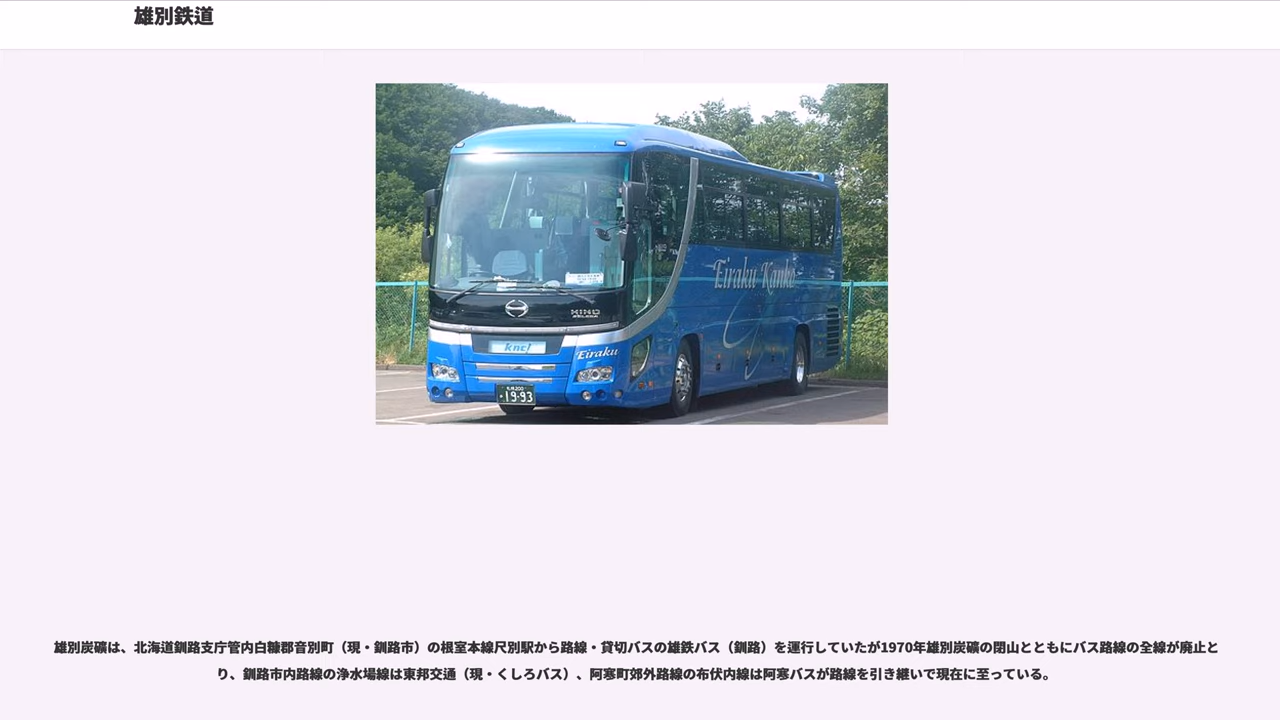 雄別鉄道
Eiraku Kanko
HINO
knt!
Eiraku
1993
雄別炭礦は、北海道釧路支庁管内白糠郡音別町（現・釧路市）の根室本線尺別駅から路線・貸切バスの雄鉄バス（釧路）を運行していたが1970年雄別炭礦の閉山とともにバス路線の全線が廃止と
り、釧路市内路線の浄水場線は東邦交通（現・くしろバス）、阿寒町郊外路線の布伏内線は阿寒バスが路線を引き継いで現在に至っている。